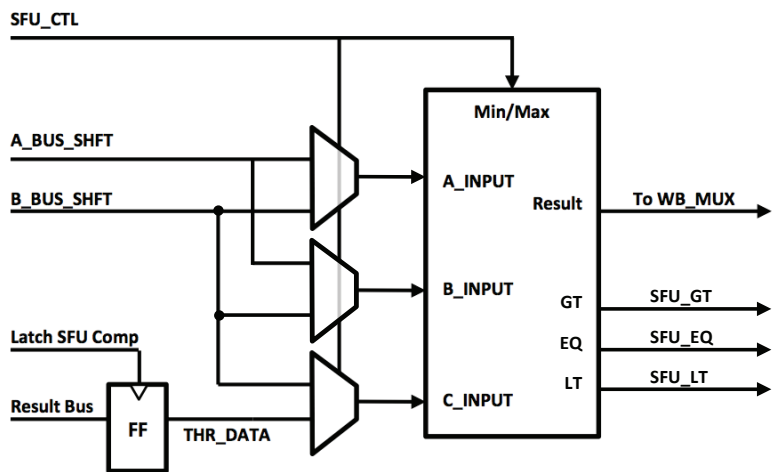 SFU_CTL
Min/Max
A_BUS_SHFT
A_INPUT
B_BUS_SHFT
Result
To WB_MUX
B_INPUT
GT
SFU_GT
Latch SFU Comp
EQ
SFU_EQ
LT
SFU_LT
Result Bus
FF
THR_DATA
C_INPUT